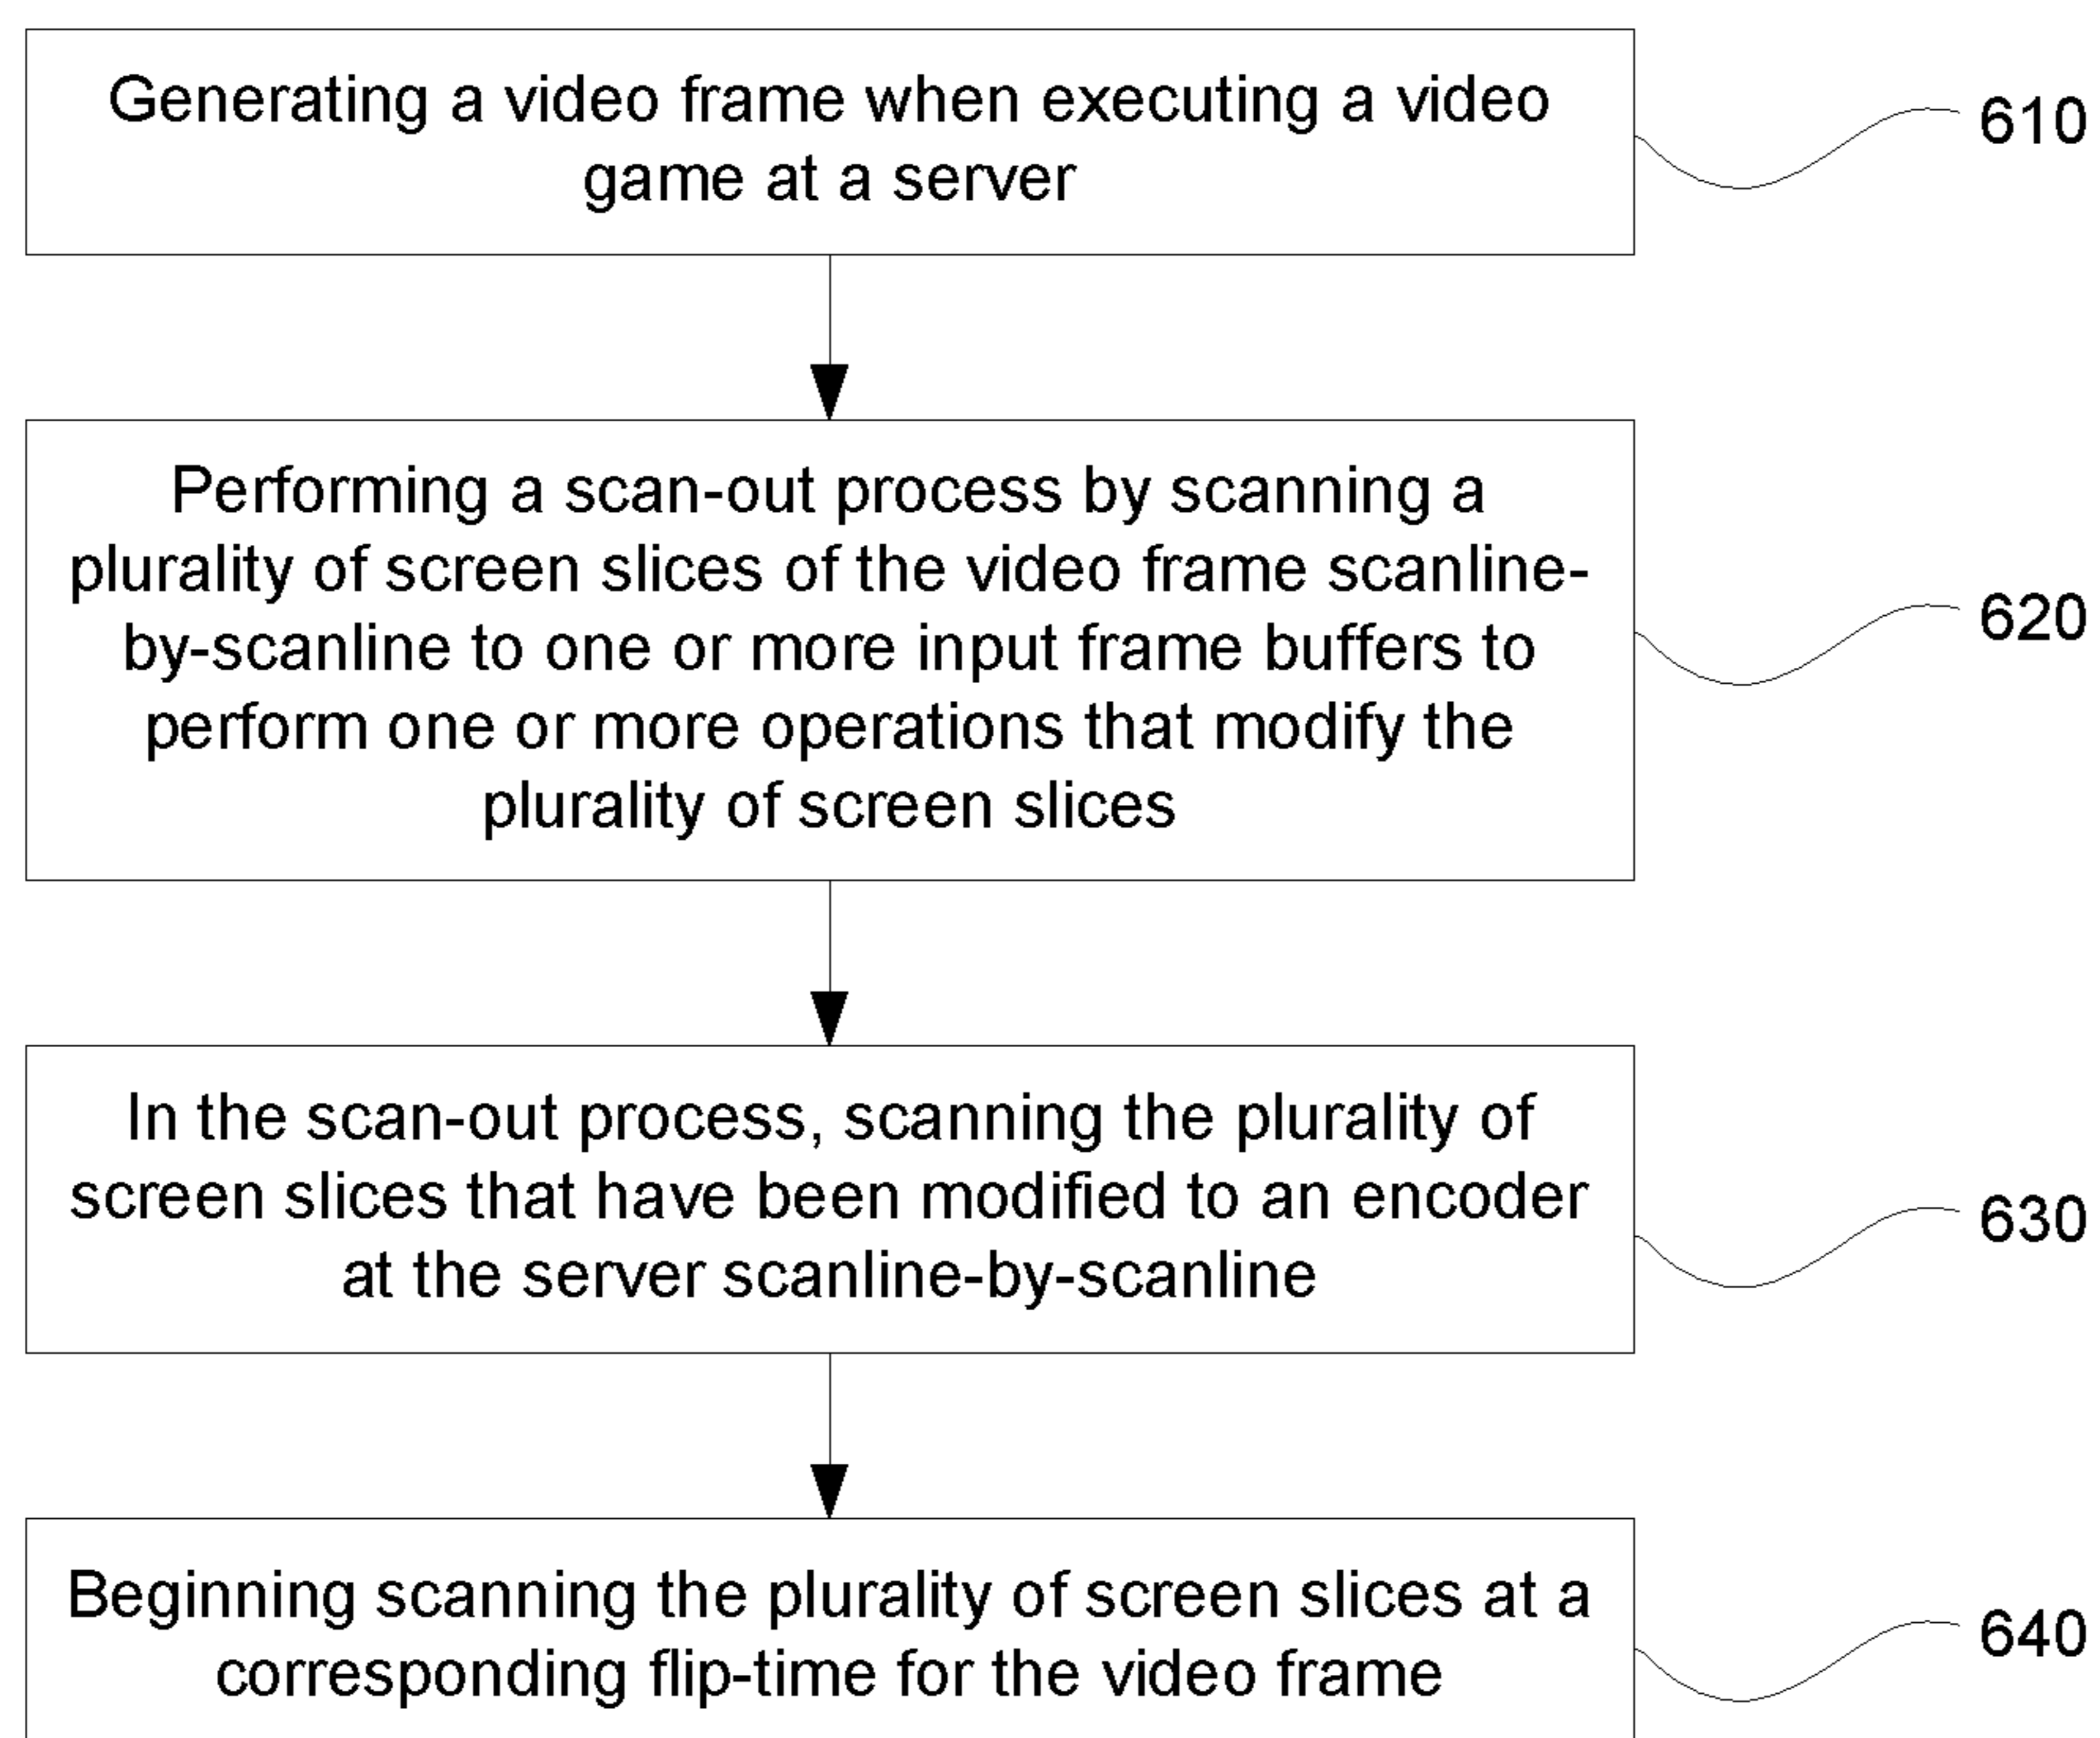 Generating a video frame when executing a video
game at a server
610
Performing a scan-out process by scanning a
plurality of screen slices of the video frame scanline-
by-scanline to one or more input frame buffers to
perform one or more operations that modify the
plurality of screen slices
620
In the scan-out process, scanning the plurality of
screen slices that have been modified to an encoder
at the server scanline-by-scanline
630
Beginning scanning the plurality of screen slices at a
corresponding flip-time for the video frame
640